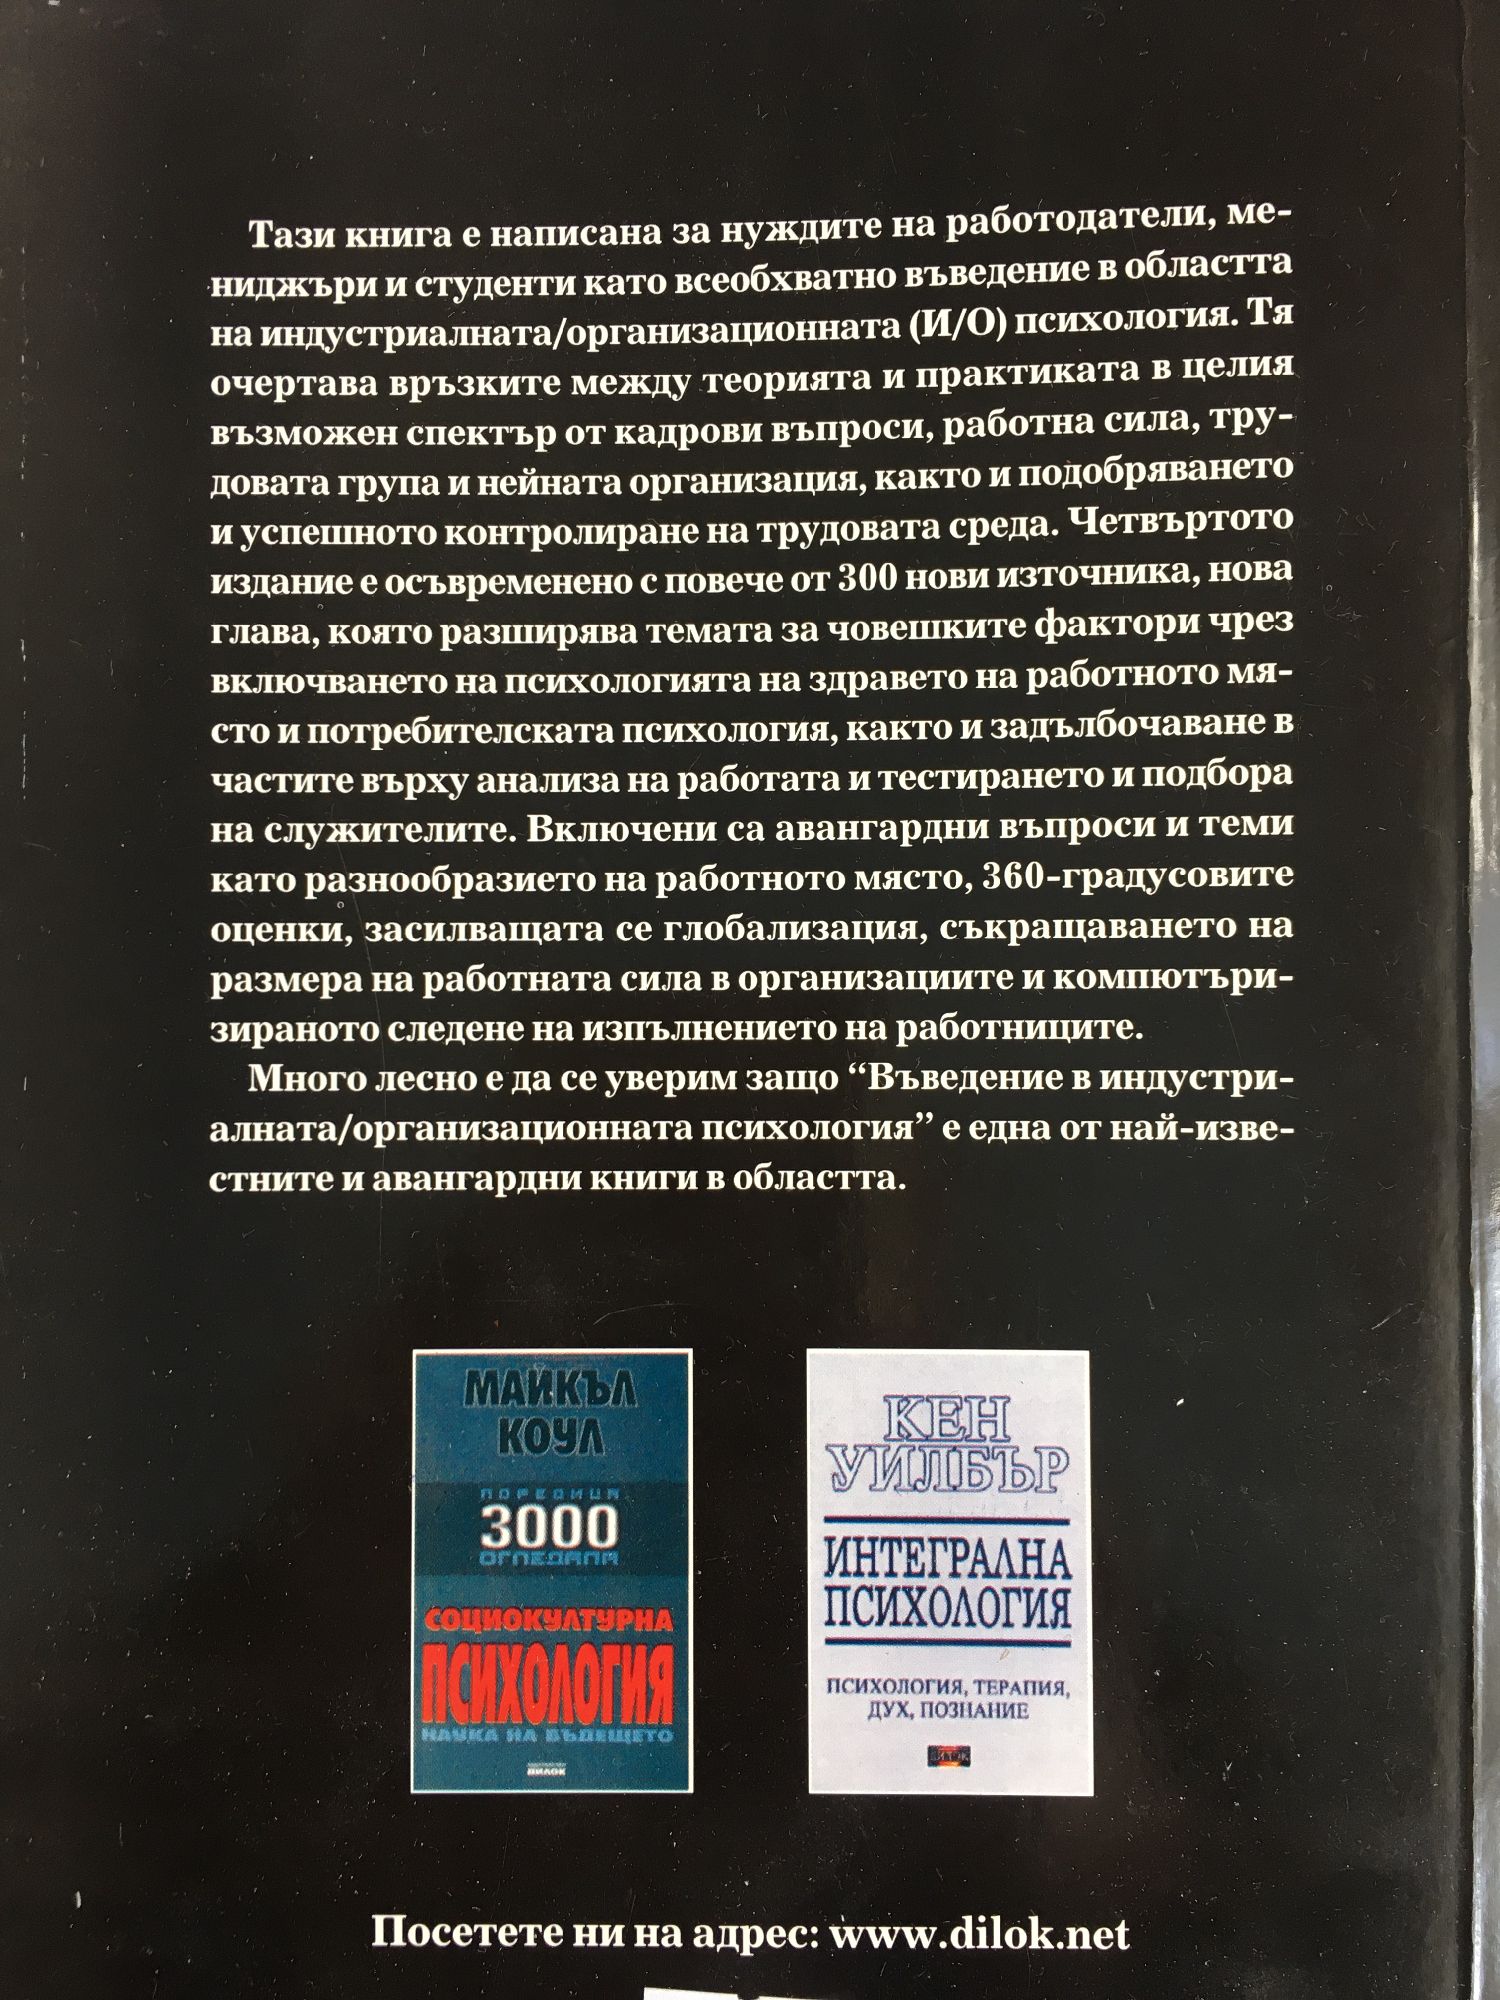 Тази книга е написана за нуждите на работодатели, ме-
ниджъри и студенти като всеобхватно въведение в областта
на индустриалната/организационната (И/О) психология. Тя
очертава връзките между теорията и практиката в целия
възможен спектър от кадрови въпроси, работна сила, тру-
довата група и нейната организация, както и подобряването
и успешното контролиране на трудовата среда. Четвъртото
издание е осъвременено с повече от 300 нови източника, нова
глава, която разширява темата за човешките фактори чрез
включването на психологията на здравето на работното мя-
сто и потребителската психология, както и задълбочаване в
частите върху анализа на работата и тестирането и подбора
на служителите. Включени са авангардни въпроси и теми
като разнообразието на работното място, 360-градусовите
оценки, засилващата се глобализация, съкращаването на
размера на работната сила в организациите и компютъри-
зираното следене на изпълнението на работниците.
Много лесно е да се уверим защо “Въведение в индустри-
алната/организационната психология” е една от най-изве-
стните и авангардни книги в областта.
МАЙКЪЛ
КОУЛ
ПОРЕДИЦА
3000
ОГЛЕДАЛА
СОЦИОКУЛТУРНА
ПСИХОЛОГИЯ
НАУКА НА БЪДЕЩЕТО
ДИЛОК
КЕН
УИЛБЪР
ИНТЕГРАЛНА
ПСИХОЛОГИЯ
ПСИХОЛОГИЯ, ТЕРАПИЯ,
ДУХ, ПОЗНАНИЕ
ДИЛОК
Посетете ни на адрес: www.dilok.net